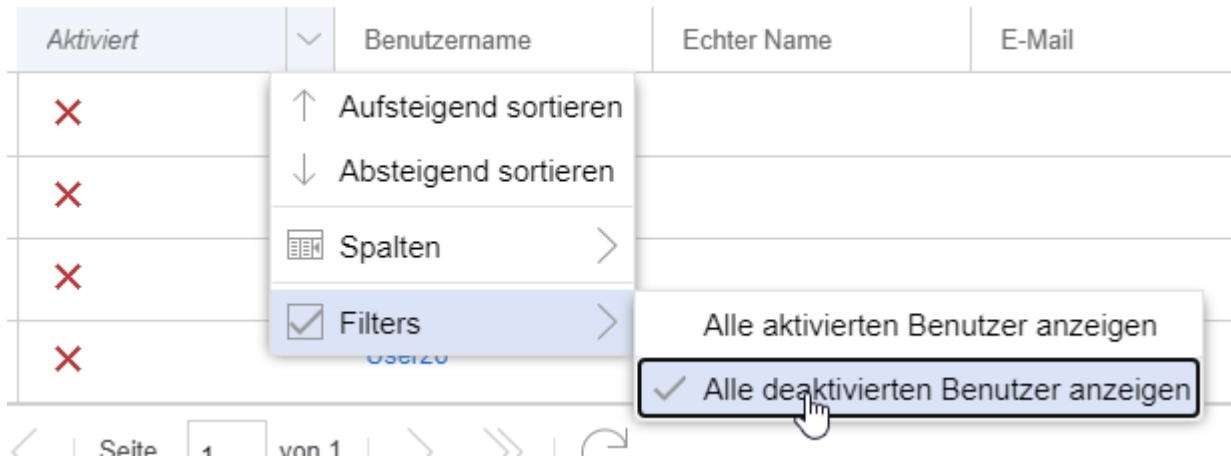 Aktiviert Benutzername Echter Name E-Mail
Aufsteigend sortieren
Absteigend sortieren
Spalten
Filters
Alle aktivierten Benutzer anzeigen
Alle deaktivierten Benutzer anzeigen
Seite 1 von 1